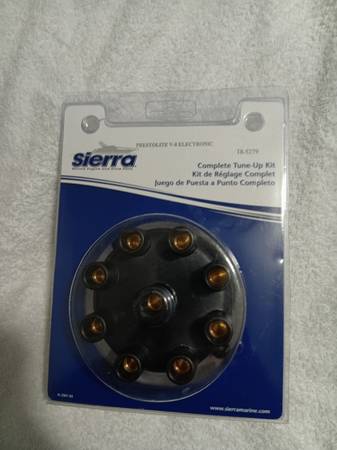 PRESTOLITE V-8 ELECTRONIC
18-5279
Sierra
Complete Tune-Up Kit
Kit de Réglage Complet
Juego de Puesta a Punto Completo
www.sierramarine.com